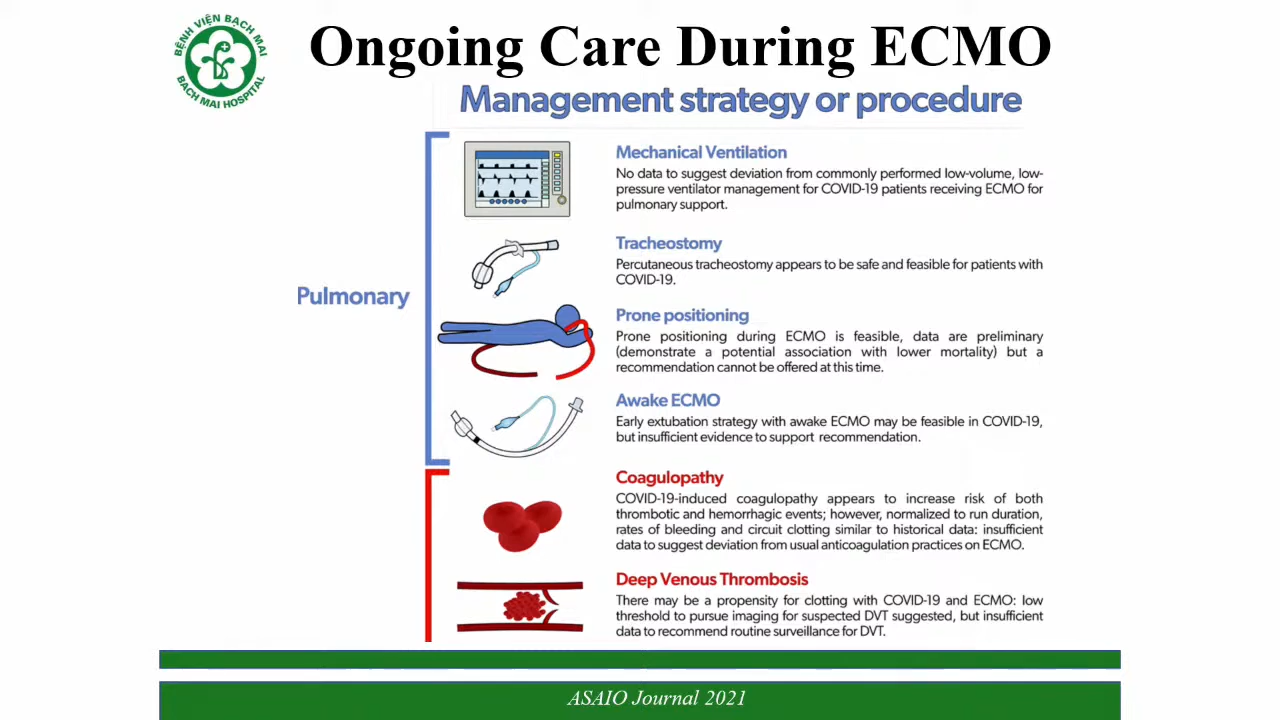 BỆNH VIỆN BẠCH MAI
BACH MAI HOSPITAL
Ongoing Care During ECMO
Management strategy or procedure
Pulmonary
Mechanical Ventilation
No data to suggest deviation from commonly performed low-volume, low-
pressure ventilator management for COVID-19 patients receiving ECMO for
pulmonary support.
Tracheostomy
Percutaneous tracheostomy appears to be safe and feasible for patients with
COVID-19.
Prone positioning
Prone positioning during ECMO is feasible, data are preliminary
(demonstrate a potential association with lower mortality) but a
recommendation cannot be offered at this time.
Awake ECMO
Early extubation strategy with awake ECMO may be feasible in COVID-19,
but insufficient evidence to support recommendation.
Coagulopathy
COVID-19-induced coagulopathy appears to increase risk of both
thrombotic and hemorrhagic events; however, normalized to run duration,
rates of bleeding and circuit clotting similar to historical data: insufficient
data to suggest deviation from usual anticoagulation practices on ECMO.
Deep Venous Thrombosis
There may be a propensity for clotting with COVID-19 and ECMO: low
threshold to pursue imaging for suspected DVT suggested, but insufficient
data to recommend routine surveillance for DVT.
ASAIO Journal 2021